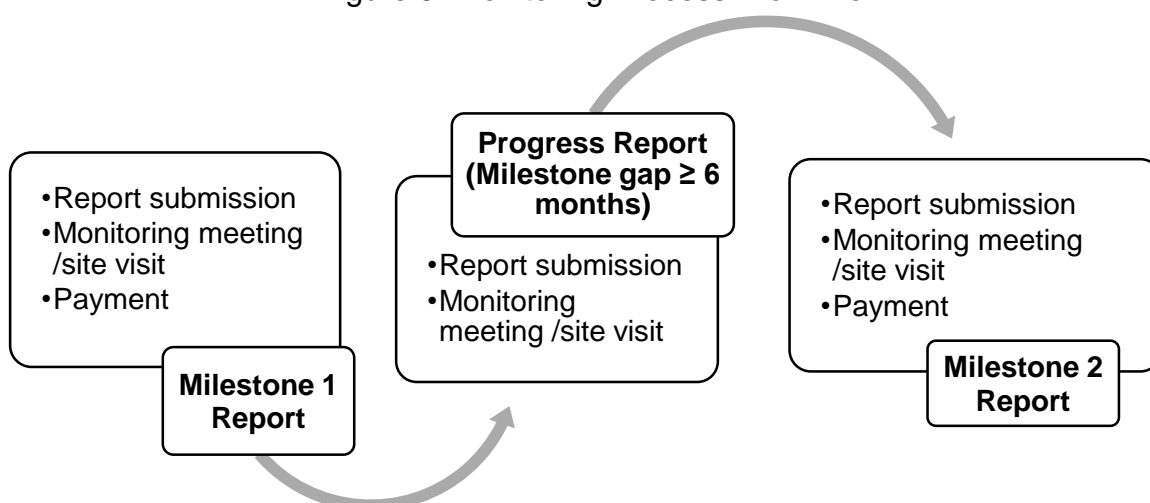 •Report submission
•Monitoring meeting
/site visit
•Payment
Milestone 1
Report
Progress Report
(Milestone gap ≥ 6
months)
•Report submission
•Monitoring
meeting /site visit
•Report submission
•Monitoring meeting
/site visit
•Payment
Milestone 2
Report